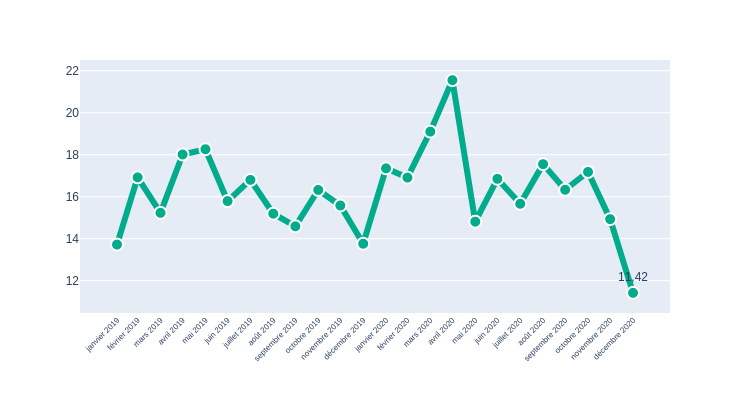 22
20
18
16
14
12
11.42
janvier 2019
février 2019
mars 2019
avril 2019
mai 2019
juin 2019
juillet 2019
août 2019
septembre 2019
octobre 2019
novembre 2019
décembre 2019
janvier 2020
février 2020
mars 2020
avril 2020
mai 2020
juin 2020
juillet 2020
août 2020
septembre 2020
octobre 2020
novembre 2020
décembre 2020